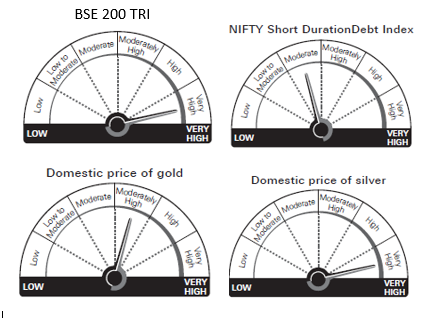 BSE 200 TRI
Low
Low to
Moderate
Moderate
Moderately
High
High
Very
High
LOW
VERY
HIGH
NIFTY Short DurationDebt Index
Low
Low to
Moderate
Moderate
Moderately
High
High
Very
High
LOW
VERY
HIGH
Domestic price of gold
Low
Low to
Moderate
Moderate
Moderately
High
High
Very
High
LOW
VERY
HIGH
Domestic price of silver
Low
Low to
Moderate
Moderate
Moderately
High
High
Very
High
LOW
VERY
HIGH